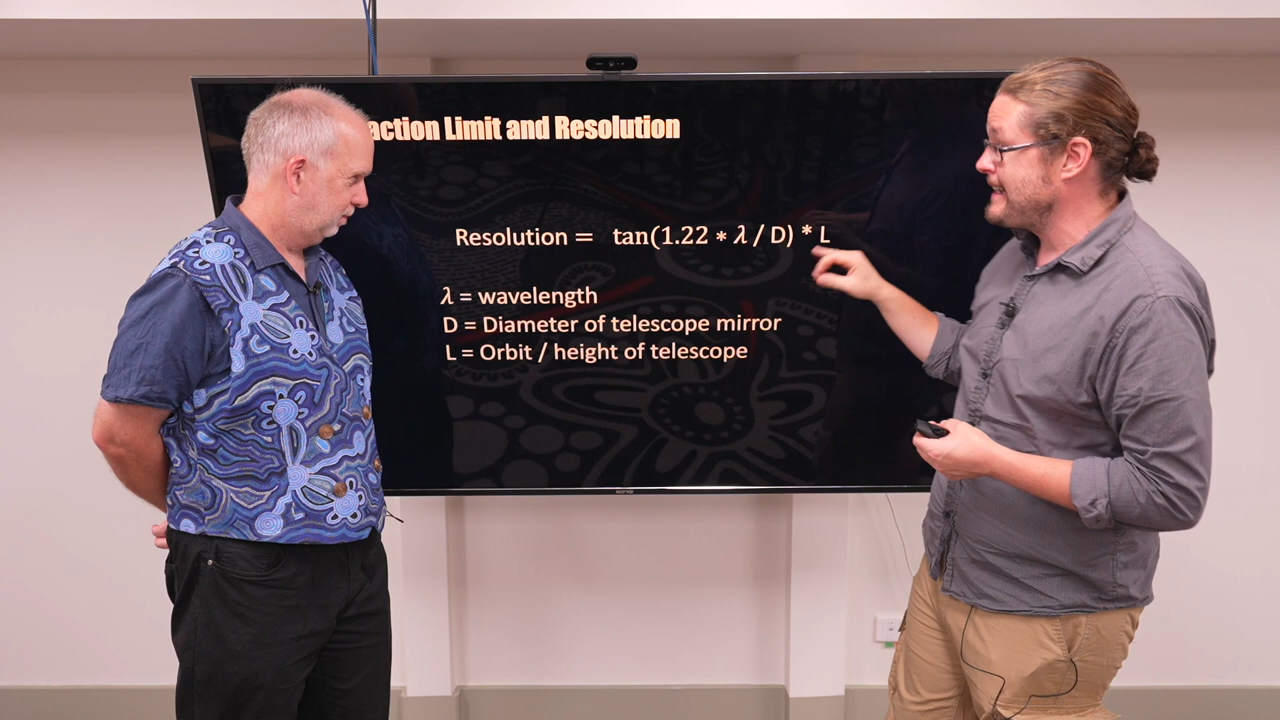 action Limit and Resolution
Resolution = tan(1.22 * λ / D) * L
λ = wavelength
D = Diameter of telescope mirror
L = Orbit / height of telescope